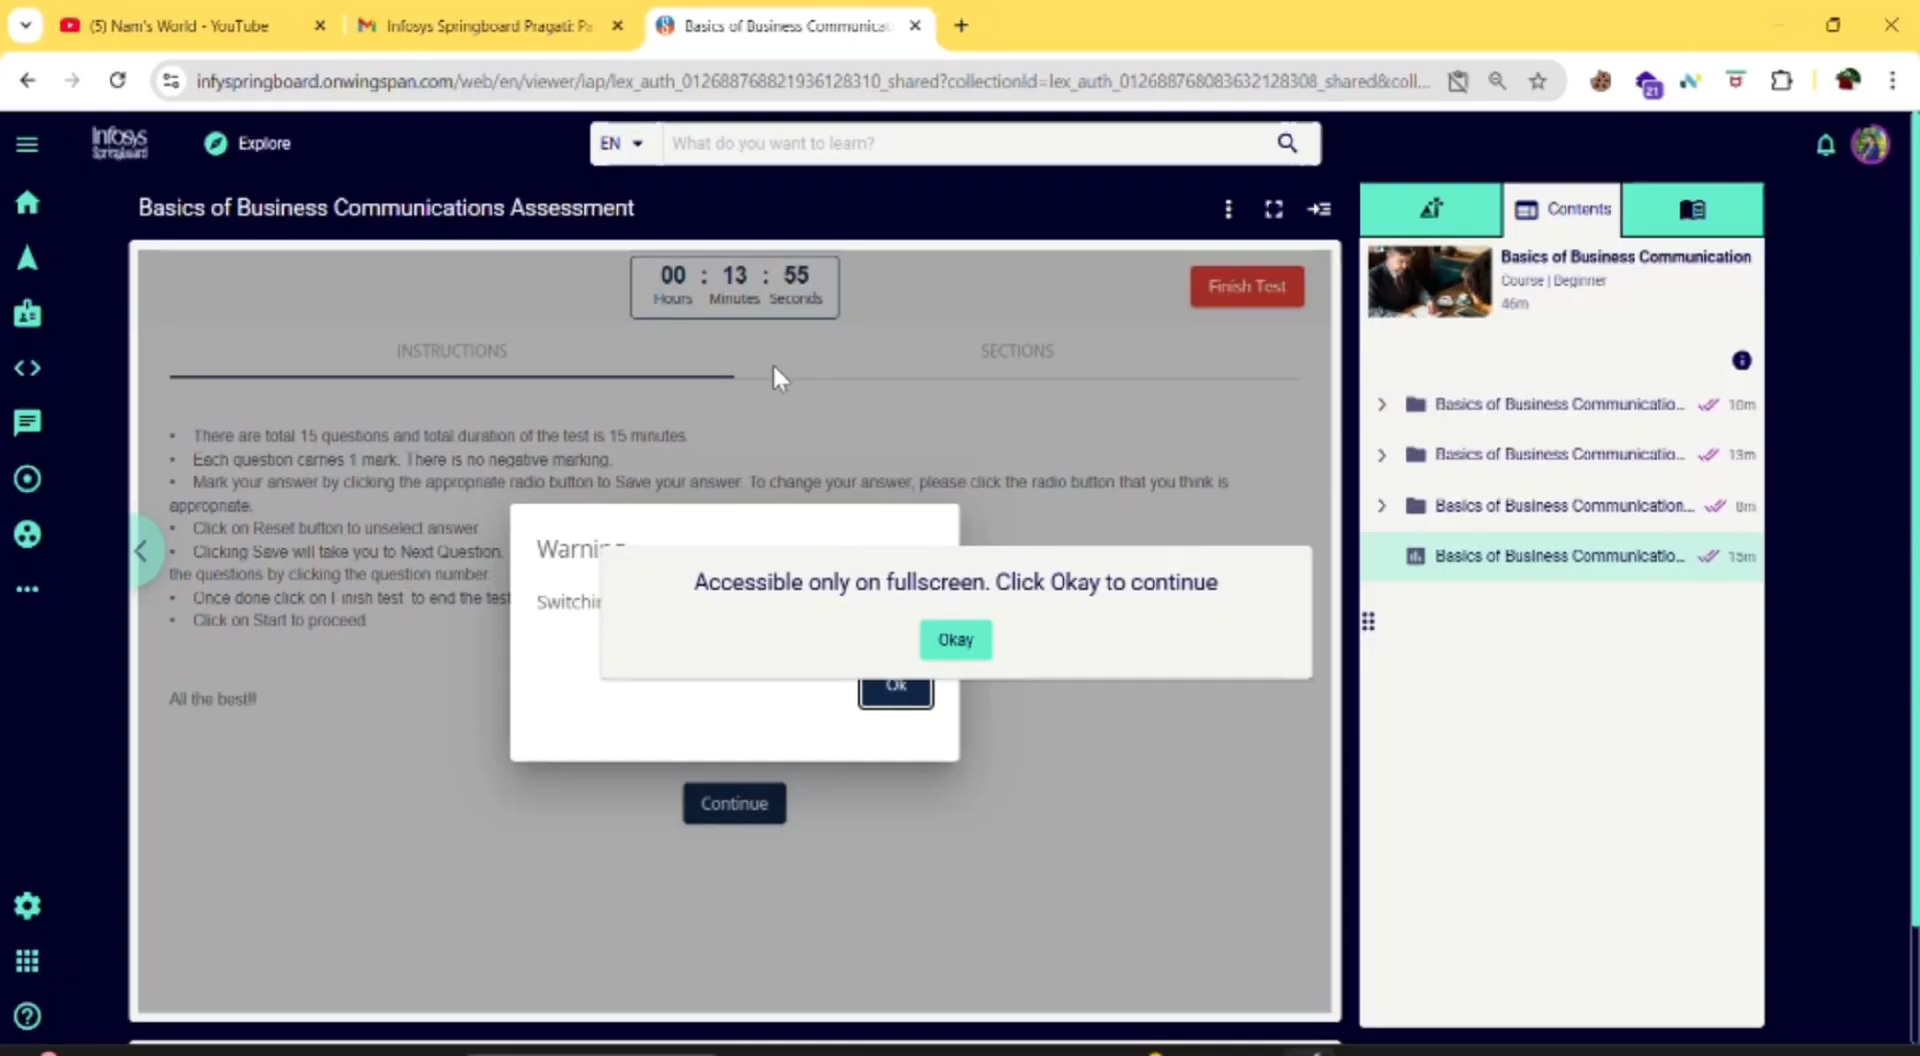 (5) Nam's World - YouTube
Infosys Springboard Pragati: Pa
Basics of Business Communicat
infyspringboard.onwingspan.com/web/en/viewer/iap/lex_auth_012688768821936128310_shared?collectionId=lex_auth_012688768083632128308_shared&coll...
21
Infosys
Springboard
Explore
EN
What do you want to learn?
Basics of Business Communications Assessment
Contents
00 : 13 : 55
Hours Minutes Seconds
Finish Test
INSTRUCTIONS
SECTIONS
• There are total 15 questions and total duration of the test is 15 minutes.
• Each question carries 1 mark. There is no negative marking.
• Mark your answer by clicking the appropriate radio button to Save your answer. To change your answer, please click the radio button that you think is
appropriate.
• Click on Reset button to unselect answer
• Clicking Save will take you to Next Question.
the questions by clicking the question number.
• Once done click on Finish test to end the test
• Click on Start to proceed.
All the best!!!
Warning
Switchin
Accessible only on fullscreen. Click Okay to continue
Okay
Ok
Continue
Basics of Business Communication
Course | Beginner
46m
Basics of Business Communicatio... 10m
Basics of Business Communicatio... 13m
Basics of Business Communication... 8m
Basics of Business Communicatio... 15m